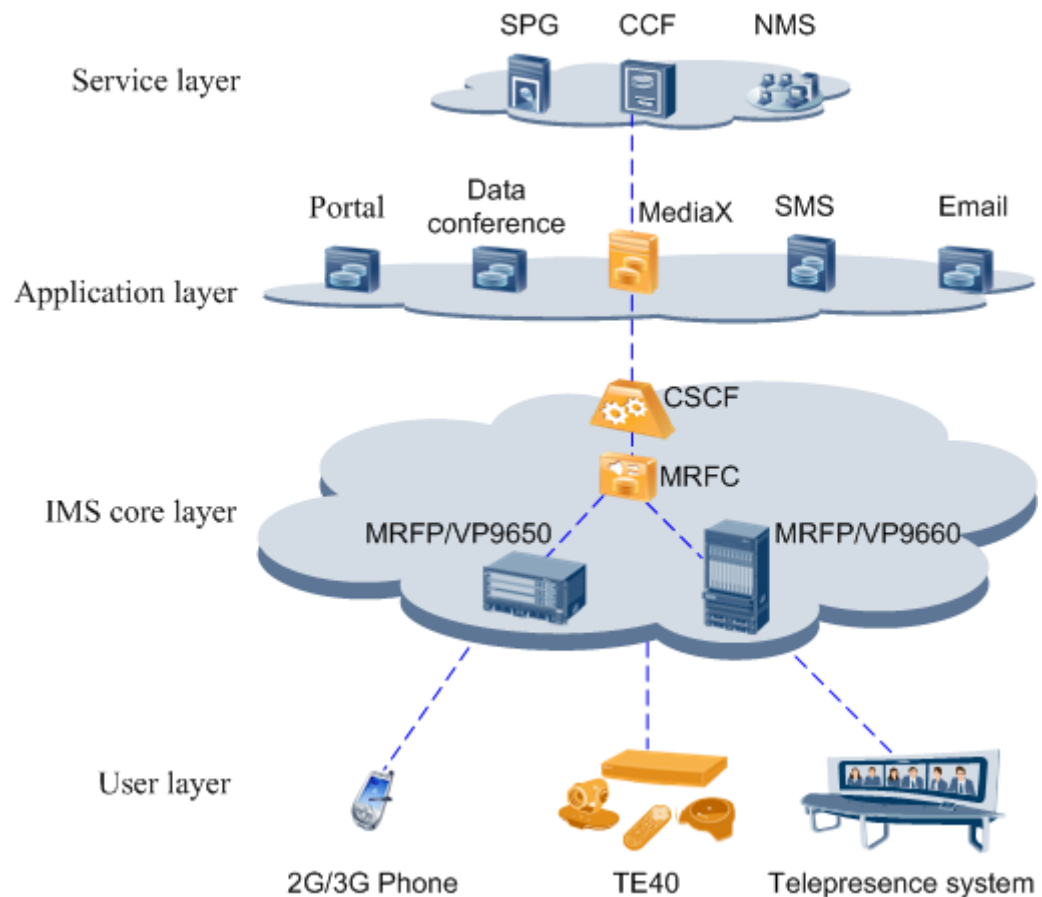 SPG CCF NMS
Service layer
Portal
Data
conference
MediaX
SMS
Email
Application layer
CSCF
MRFC
IMS core layer
MRFP/VP9650
MRFP/VP9660
User layer
2G/3G Phone
TE40
Telepresence system